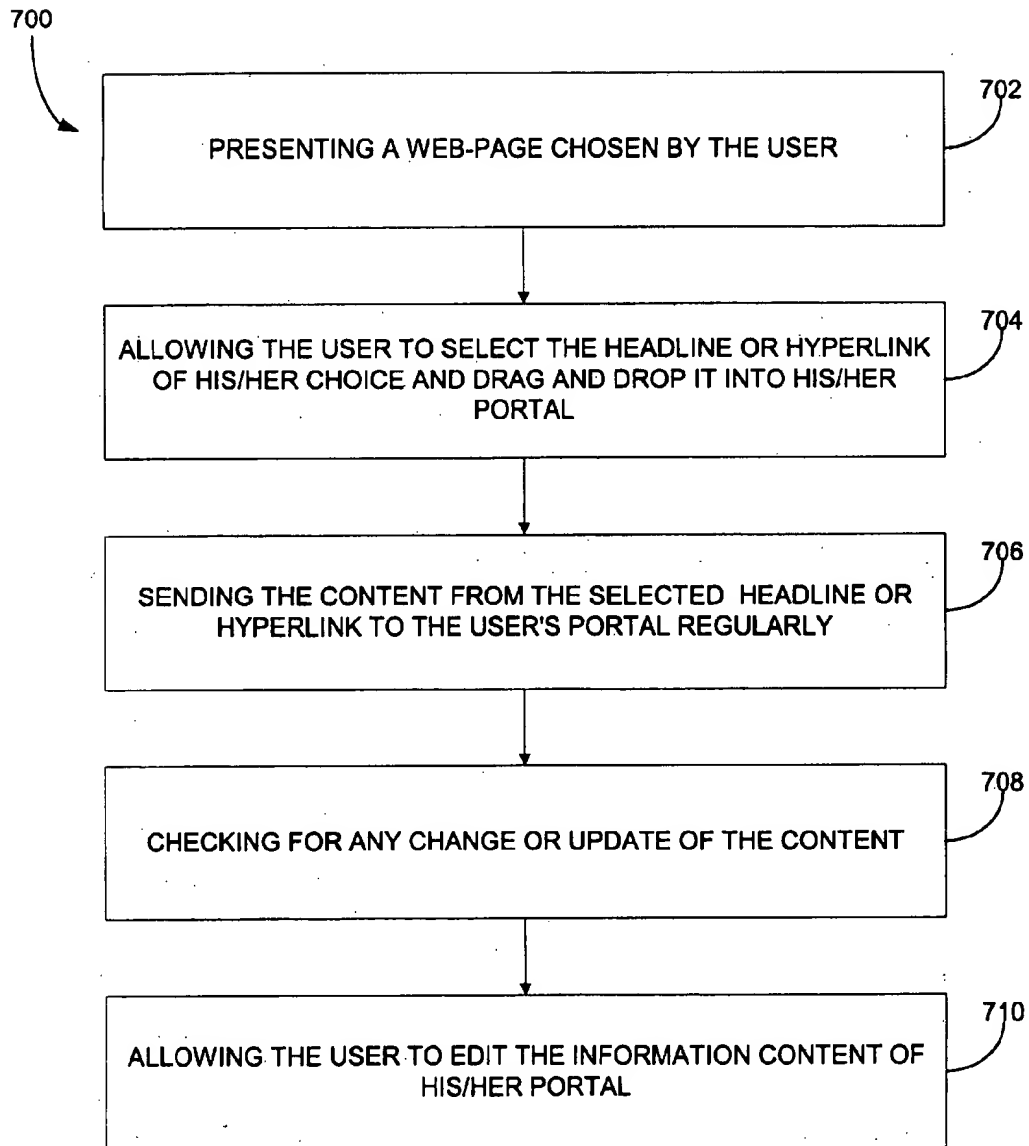 700
702
PRESENTING A WEB-PAGE CHOSEN BY THE USER
704
ALLOWING THE USER TO SELECT THE HEADLINE OR HYPERLINK
OF HIS/HER CHOICE AND DRAG AND DROP IT INTO HIS/HER
PORTAL
706
SENDING THE CONTENT FROM THE SELECTED HEADLINE OR
HYPERLINK TO THE USER'S PORTAL REGULARLY
708
CHECKING FOR ANY CHANGE OR UPDATE OF THE CONTENT
710
ALLOWING THE USER TO EDIT THE INFORMATION CONTENT OF
HIS/HER PORTAL